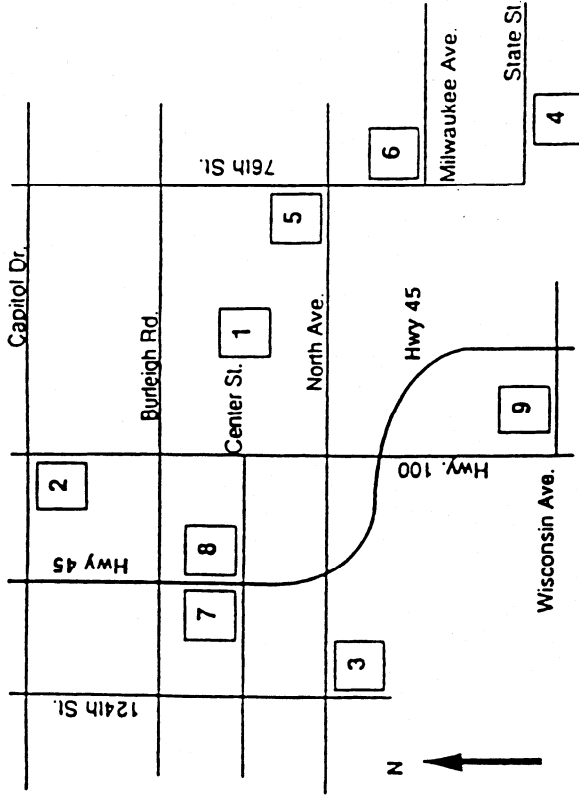 Capitol Dr.
2
Hwy 45
Burleigh Rd.
76th St.
Center St.
1
7
8
5
North Ave.
124th St.
3
6
Milwaukee Ave.
Hwy 45
Hwy. 100
State St.
4
9
Wisconsin Ave.
N